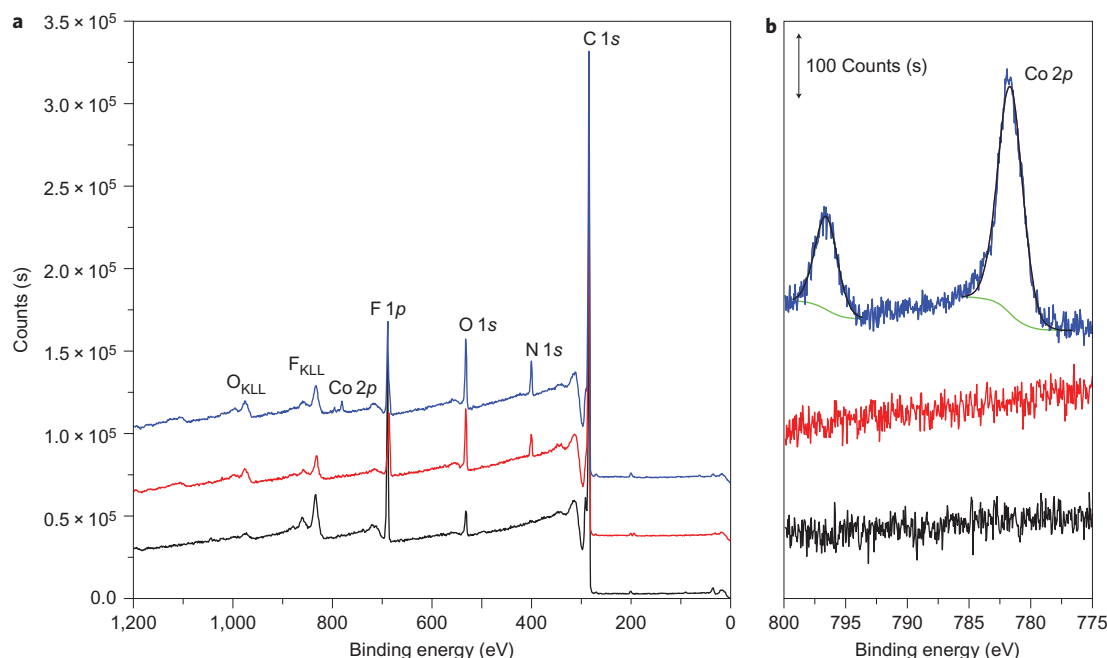 a
3.5 × 10⁵
3.0 × 10⁵
2.5 × 10⁵
2.0 × 10⁵
1.5 × 10⁵
1.0 × 10⁵
0.5 × 10⁵
0.0
Counts (s)
C 1s
F 1p
O 1s
N 1s
O_KLL
F_KLL
Co 2p
1,200
1,000
800
600
400
200
0
Binding energy (eV)
b
100 Counts (s)
Co 2p
800
795
790
785
780
775
Binding energy (eV)